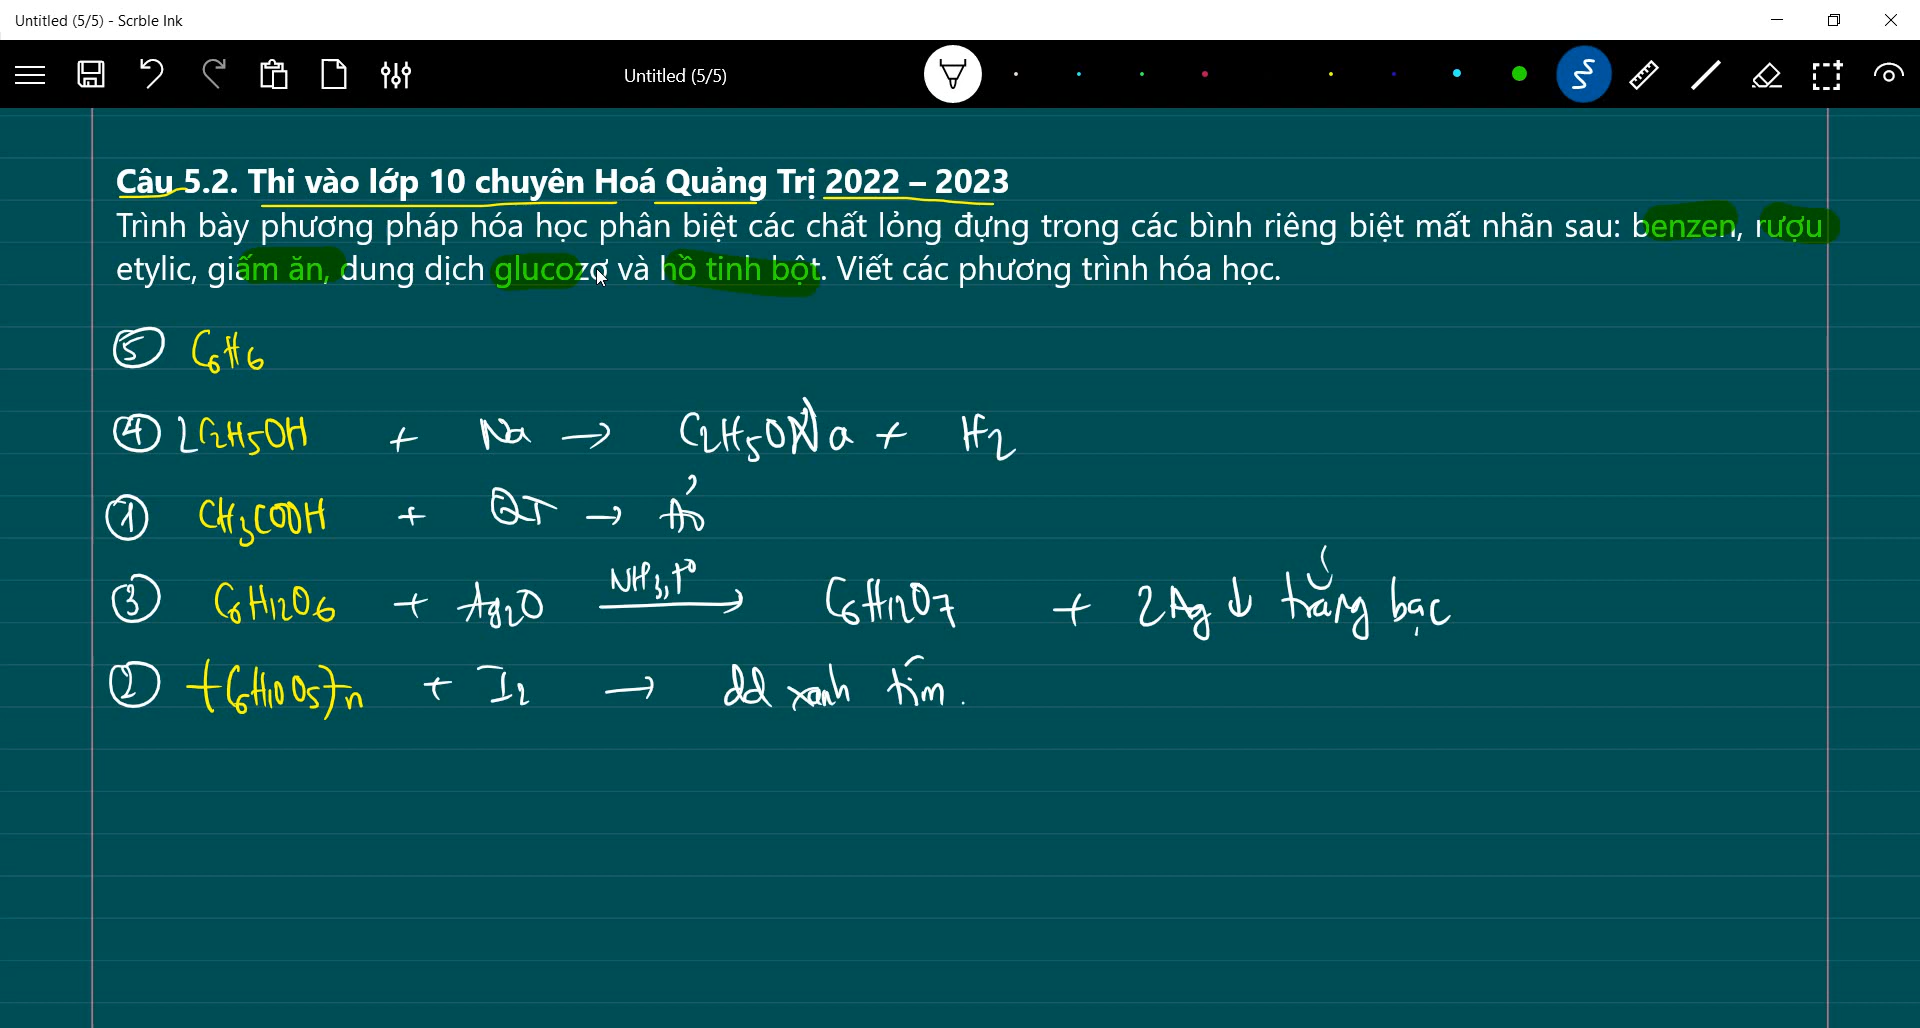 Untitled (5/5) - Scrble Ink
Untitled (5/5)
Câu 5.2. Thi vào lớp 10 chuyên Hoá Quảng Trị 2022 – 2023
Trình bày phương pháp hóa học phân biệt các chất lỏng đựng trong các bình riêng biệt mất nhãn sau: benzen, rượu
etylic, giấm ăn, dung dịch glucozơ và hồ tinh bột. Viết các phương trình hóa học.
⑤ C6H6
④ 2C2H5OH + Na → C2H5ONa + H2
① CH3COOH + QT → đỏ
③ C6H12O6 + Ag2O NH3,t° → C6H12O7 + 2Ag↓ trắng bạc
② (C6H10O5)n + I2 → dd xanh tím.